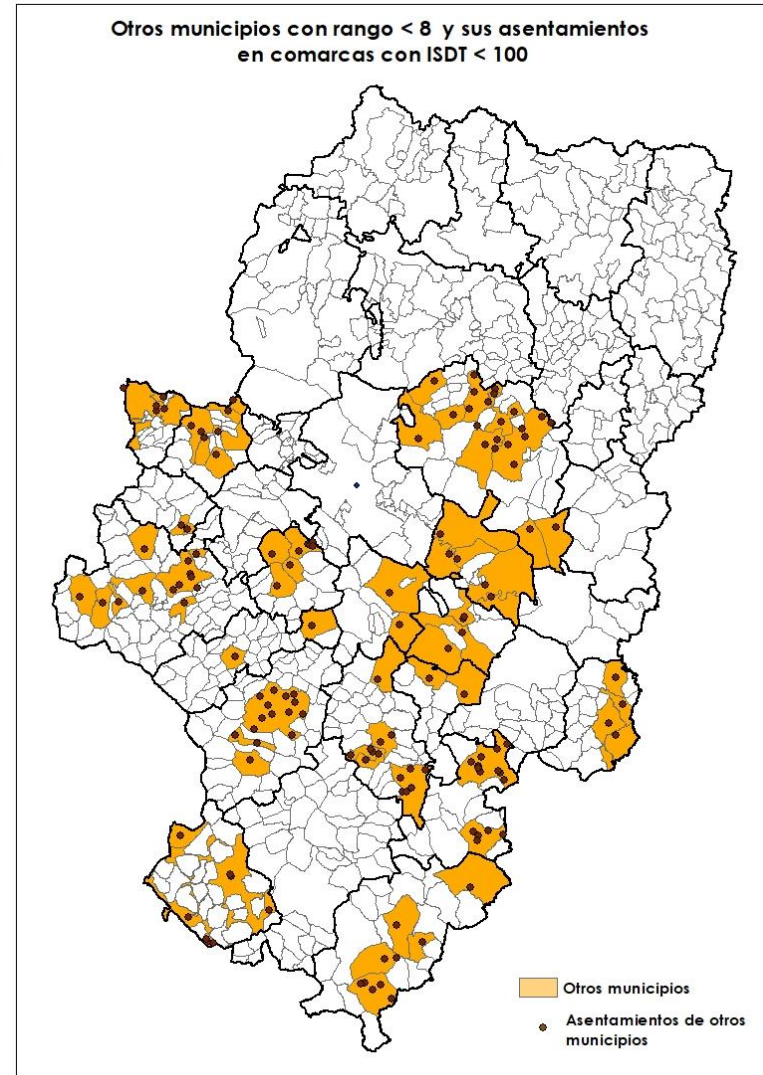 Otros municipios con rango < 8 y sus asentamientos
en comarcas con ISDT < 100
Otros municipios
Asentamientos de otros
municipios